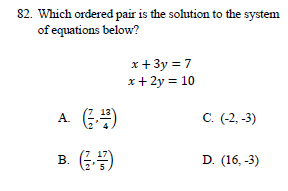 82. Which ordered pair is the solution to the system
of equations below?
x + 3y = 7
x + 2y = 10
A. (7/2, 13/4)
C. (-2, -3)
B. (7/2, 17/5)
D. (16, -3)